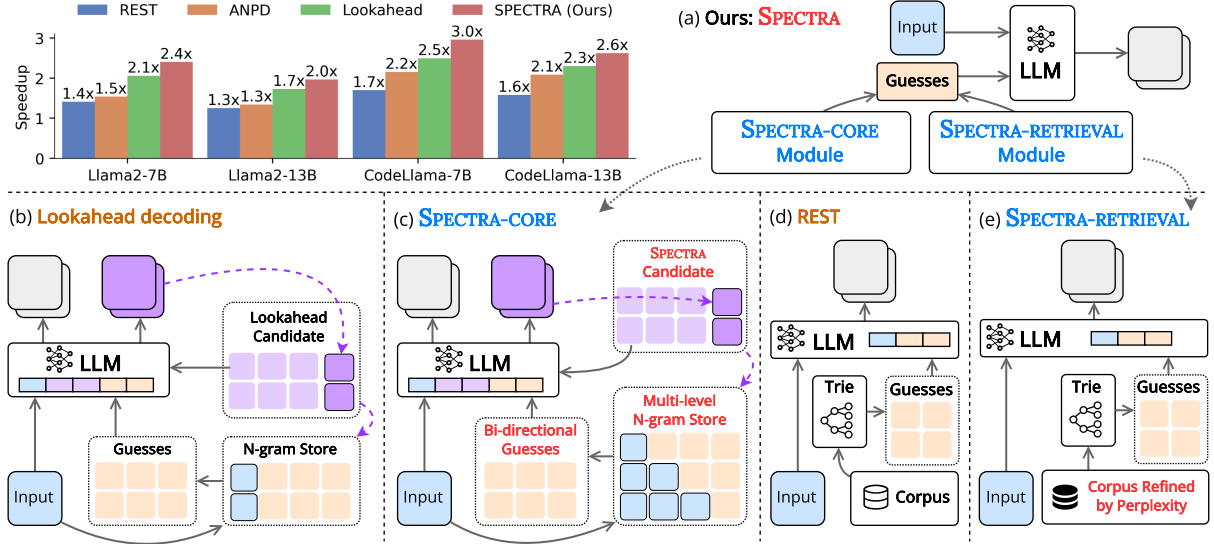 REST ANPD Lookahead SPECTRA (Ours)
Speedup
3
2
1
0
1.4x 1.5x 2.1x 2.4x
1.3x 1.3x 1.7x 2.0x
1.7x 2.2x 2.5x 3.0x
1.6x 2.1x 2.3x 2.6x
Llama2-7B Llama2-13B CodeLlama-7B CodeLlama-13B
(a) Ours: SPECTRA
Input
Guesses
LLM
SPECTRA-CORE
Module
SPECTRA-RETRIEVAL
Module
(b) Lookahead decoding
Lookahead
Candidate
LLM
Guesses
N-gram Store
Input
(c) SPECTRA-CORE
SPECTRA
Candidate
LLM
Multi-level
N-gram Store
Bi-directional
Guesses
Input
(d) REST
LLM
Trie
Guesses
Input
Corpus
(e) SPECTRA-RETRIEVAL
LLM
Trie
Guesses
Input
Corpus Refined
by Perplexity